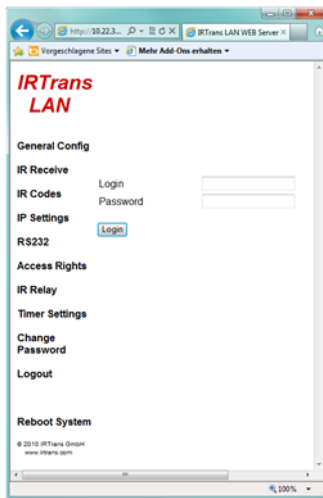 http://10.22.3...
IRTrans LAN WEB Server
Vorgeschlagene Sites
Mehr Add-Ons erhalten
IRTrans
LAN
General Config
IR Receive
IR Codes
IP Settings
RS232
Access Rights
IR Relay
Timer Settings
Change
Password
Logout
Reboot System
© 2010 IRTrans GmbH
www.irtrans.com
Login
Password
Login
100%